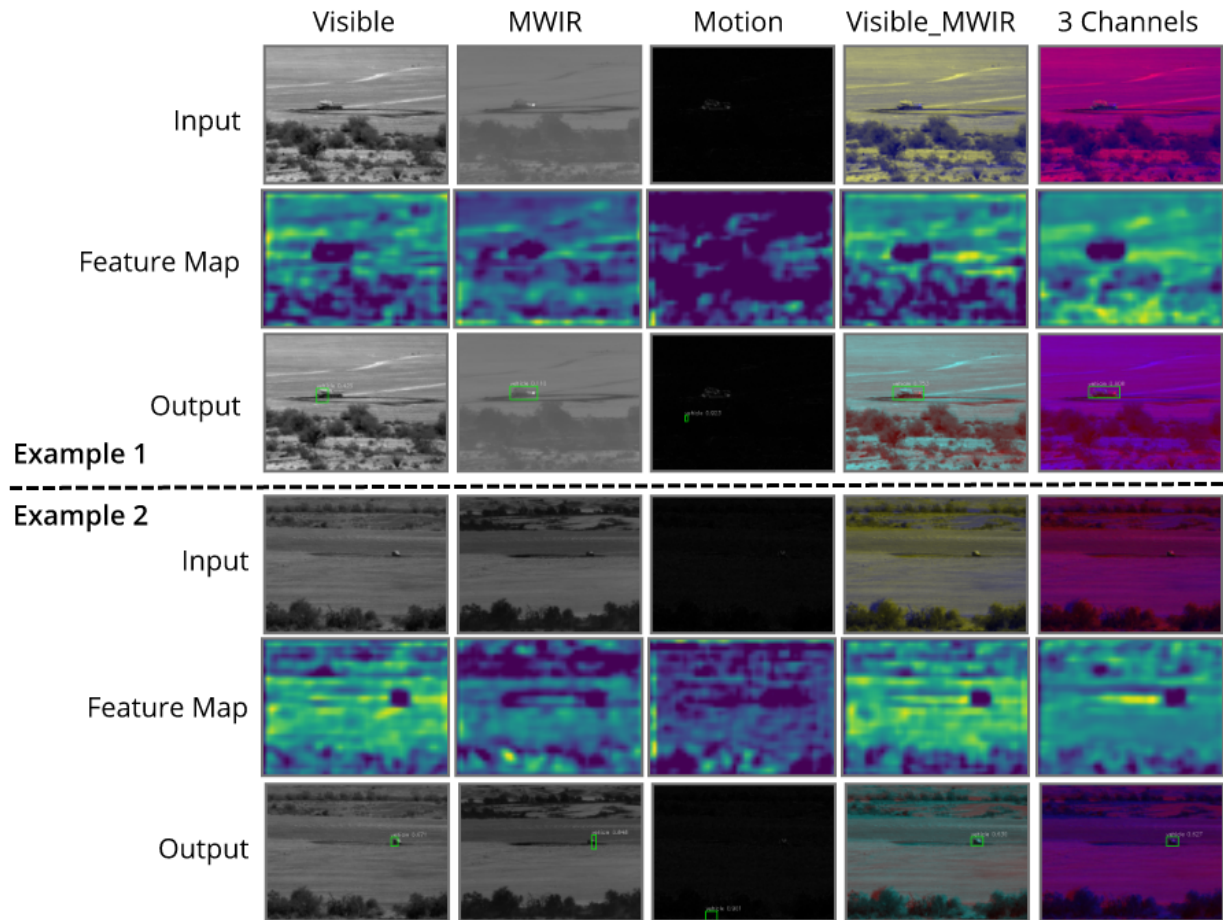 Visible MWIR Motion Visible_MWIR 3 Channels
Input
Feature Map
Output
Example 1
Example 2
Input
Feature Map
Output